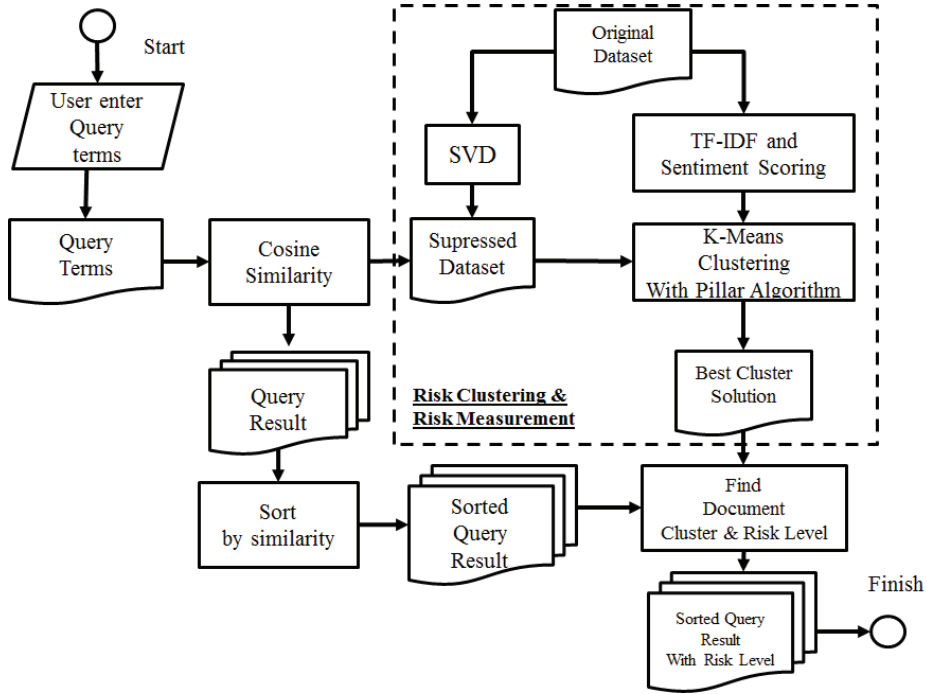 Start
Original
Dataset
User enter
Query
terms
SVD
TF-IDF and
Sentiment Scoring
Query
Terms
Cosine
Similarity
Supressed
Dataset
K-Means
Clustering
With Pillar Algorithm
Query
Result
Risk Clustering &
Risk Measurement
Best Cluster
Solution
Sort
by similarity
Sorted
Query
Result
Find
Document
Cluster & Risk Level
Finish
Sorted Query
Result
With Risk Level